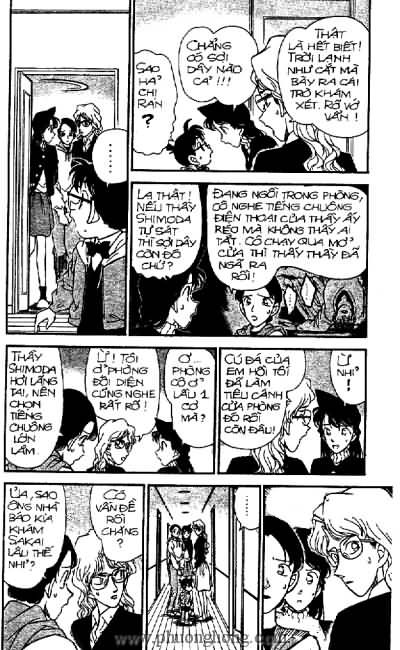 THẬT
LÀ HẾT BIẾT!
TRỜI LẠNH
NHƯ CẮT MÀ
BÀY RA CÁI
TRÒ KHÁM
XÉT. RÕ VỚ
VẨN!
CHẲNG
CÓ SỢI
DÂY NÀO
CẢ!!!
SAO
HẢ
CHỊ
RAN
?
......
ĐANG NGỒI TRONG PHÒNG,
CÔ NGHE TIẾNG CHUÔNG
ĐIỆN THOẠI CỦA THẦY ẤY
REO MÀ KHÔNG THẤY AI
TẮT. CÔ CHẠY QUA MỞ
CỬA THÌ THẤY THẦY ĐÃ
NGÃ RA
RỒI!
LẠ THẬT!
NẾU THẦY
SHIMODA
TỰ SÁT
THÌ SỢI DÂY
CÒN ĐÓ
CHỨ?
Ừ
NHỈ
!
CÚ ĐÁ CỦA
EM HỒI TỐI
ĐÃ LÀM
TIÊU CÁNH
CỬA PHÒNG
ĐÓ RỒI
CÒN ĐÂU!
Ơ...
PHÒNG
CÔ Ở
LẦU 1
CƠ
MÀ?
Ừ! TÔI
Ở PHÒNG
ĐỐI DIỆN
CŨNG NGHE
RẤT RÕ!
THẦY
SHIMODA
HƠI LÃNG
TAI, NÊN
CHỌN
TIẾNG
CHUÔNG
LỚN
LẮM.
......
CÓ
VẤN ĐỀ
RỒI
CHĂNG?
ỦA, SAO
ÔNG NHÀ
BÁO KIA
KHÁM
SAKAI
LÂU THẾ
NHỈ?
www.phuonghong.com